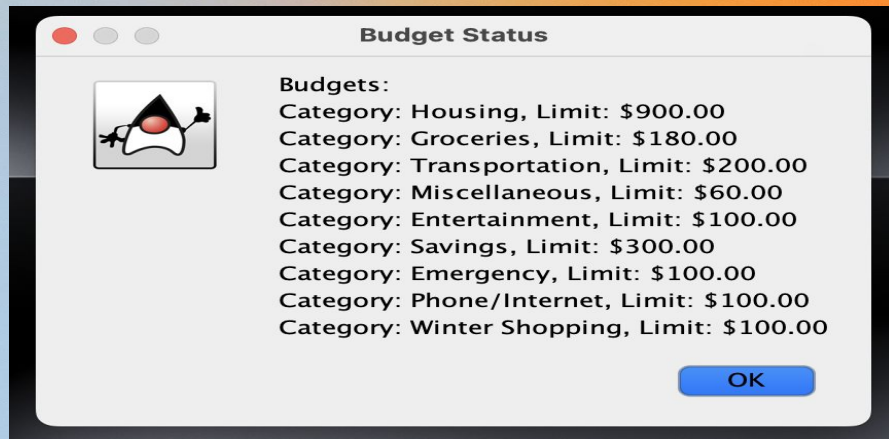 Budget Status
Budgets:
Category: Housing, Limit: $900.00
Category: Groceries, Limit: $180.00
Category: Transportation, Limit: $200.00
Category: Miscellaneous, Limit: $60.00
Category: Entertainment, Limit: $100.00
Category: Savings, Limit: $300.00
Category: Emergency, Limit: $100.00
Category: Phone/Internet, Limit: $100.00
Category: Winter Shopping, Limit: $100.00
OK